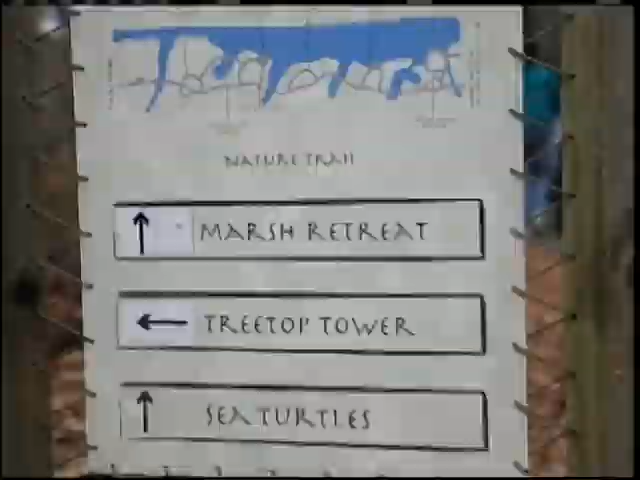 NATURE TRAIL
MARSH RETREAT
TREETOP TOWER
SEA TURTLES